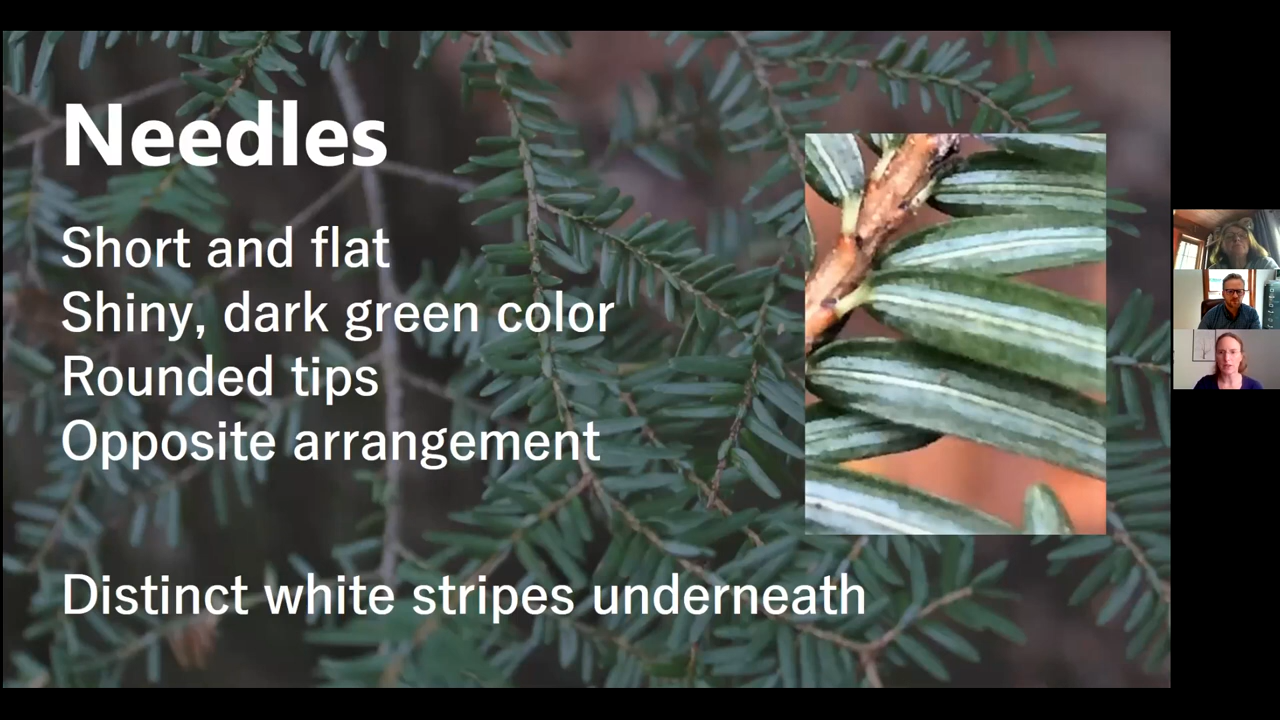 Needles
Short and flat
Shiny, dark green color
Rounded tips
Opposite arrangement
Distinct white stripes underneath